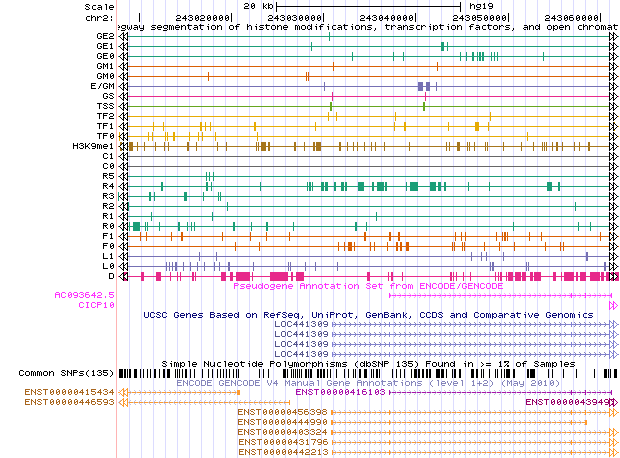 Scale 20 kb hg19
chr2: 243020000 243030000 243040000 243050000 243060000
gway segmentation of histone modifications, transcription factors, and open chromat
GE2
GE1
GE0
GM1
GM0
E/GM
GS
TSS
TF2
TF1
TF0
H3K9me1
C1
C0
R5
R4
R3
R2
R1
R0
F1
F0
L1
L0
D
Pseudogene Annotation Set from ENCODE/GENCODE
AC093642.5
CICP10
UCSC Genes Based on RefSeq, UniProt, GenBank, CCDS and Comparative Genomics
LOC441309
LOC441309
LOC441309
LOC441309
Simple Nucleotide Polymorphisms (dbSNP 135) Found in >= 1% of Samples
Common SNPs(135)
ENCODE GENCODE V4 Manual Gene Annotations (level 1+2) (May 2010)
ENST00000415434 ENST00000416103
ENST00000446593 ENST0000043949
ENST00000456398
ENST00000444990
ENST00000403324
ENST00000431796
ENST00000442213